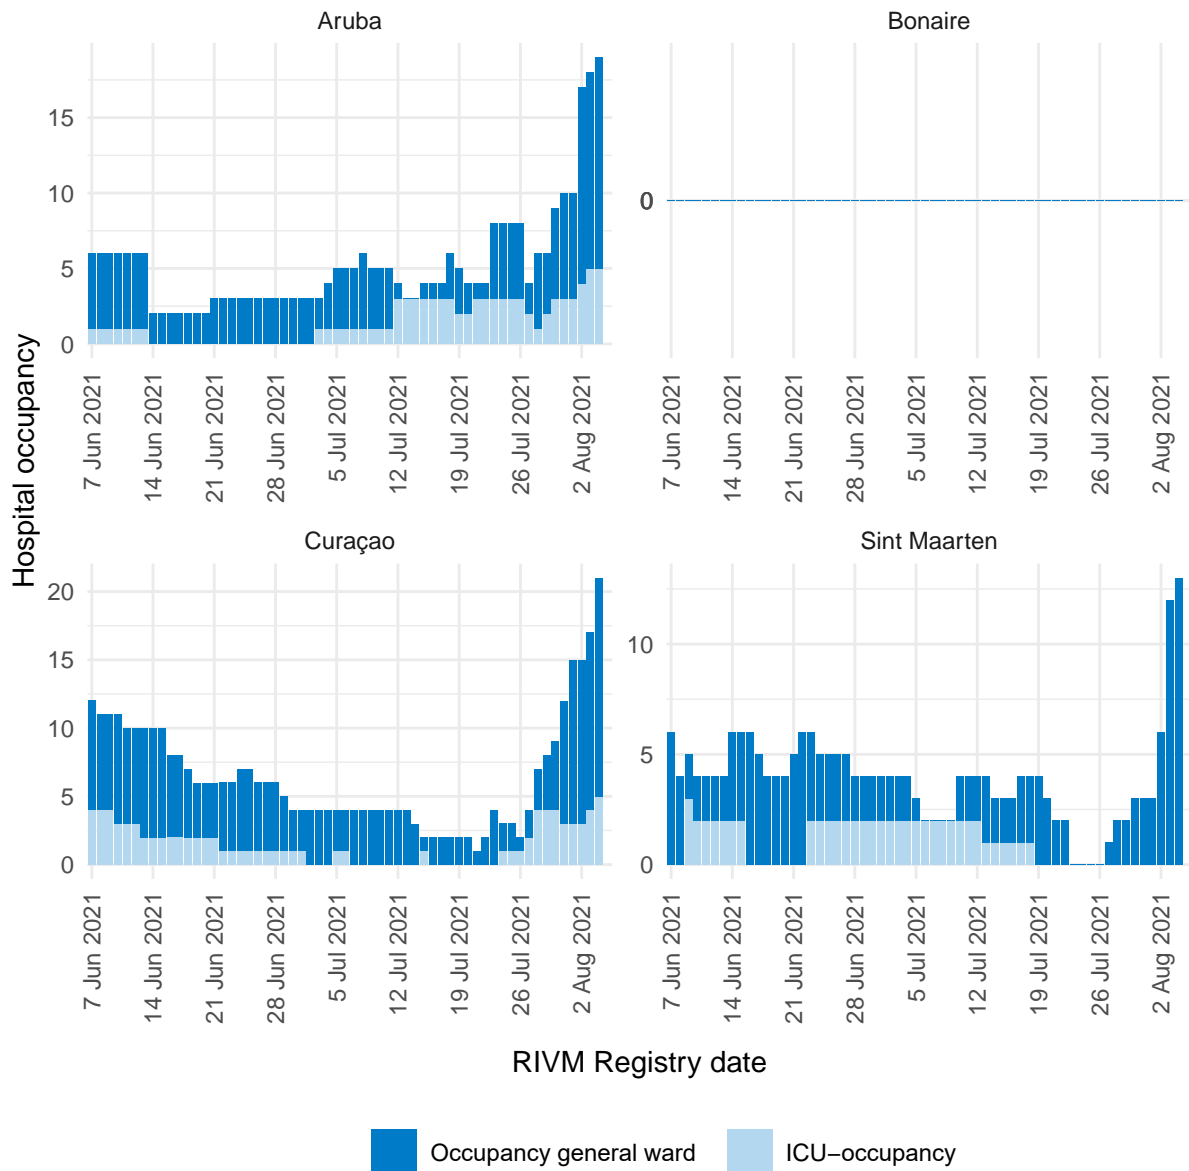 Aruba
Bonaire
15
10
5
0
0
7 Jun 2021
14 Jun 2021
21 Jun 2021
28 Jun 2021
5 Jul 2021
12 Jul 2021
19 Jul 2021
26 Jul 2021
2 Aug 2021
7 Jun 2021
14 Jun 2021
21 Jun 2021
28 Jun 2021
5 Jul 2021
12 Jul 2021
19 Jul 2021
26 Jul 2021
2 Aug 2021
Hospital occupancy
Curaçao
Sint Maarten
20
15
10
5
0
10
5
0
7 Jun 2021
14 Jun 2021
21 Jun 2021
28 Jun 2021
5 Jul 2021
12 Jul 2021
19 Jul 2021
26 Jul 2021
2 Aug 2021
7 Jun 2021
14 Jun 2021
21 Jun 2021
28 Jun 2021
5 Jul 2021
12 Jul 2021
19 Jul 2021
26 Jul 2021
2 Aug 2021
RIVM Registry date
Occupancy general ward
ICU−occupancy